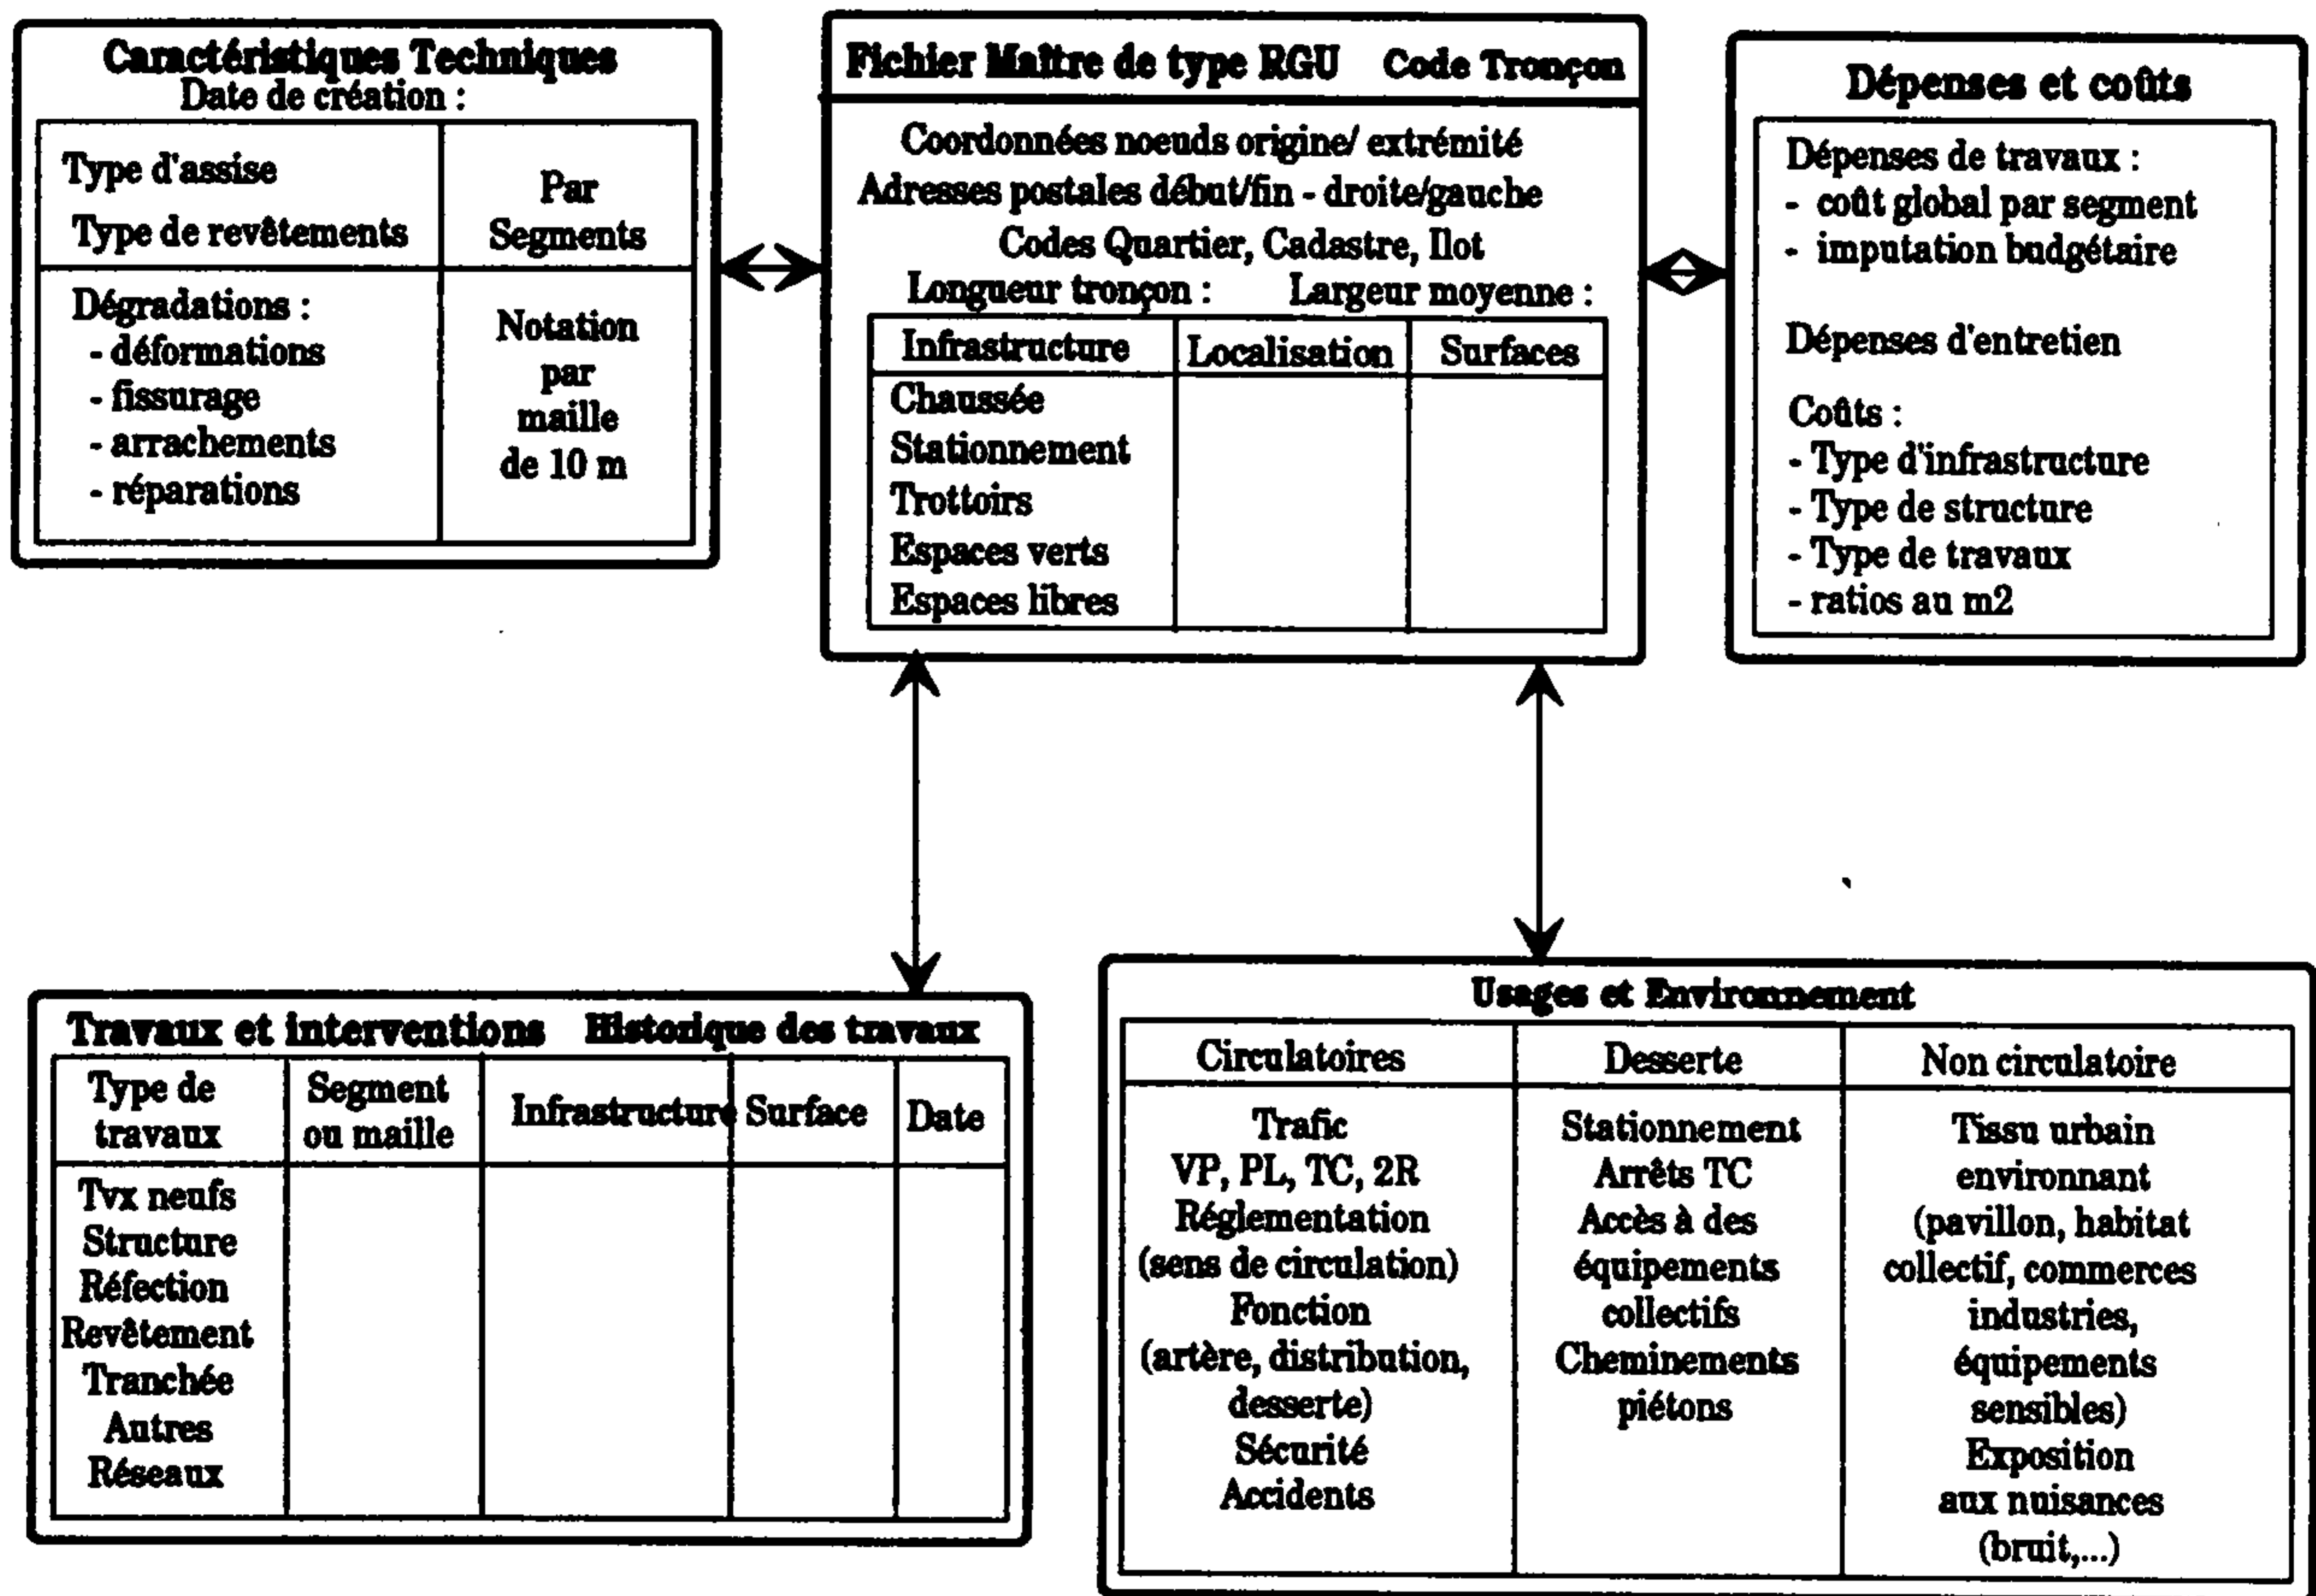 Caractéristiques Techniques
Date de création :
Type d'assise
Type de revêtements
Par
Segments
Dégradations :
- déformations
- fissurage
- arrachements
- réparations
Notation
par
maille
de 10 m
Fichier Maître de type RGU Code Tronçon
Coordonnées noeuds origine/ extrémité
Adresses postales début/fin - droite/gauche
Codes Quartier, Cadastre, Ilot
Longueur tronçon : Largeur moyenne :
Infrastructure Localisation Surfaces
Chaussée
Stationnement
Trottoirs
Espaces verts
Espaces libres
Dépenses et coûts
Dépenses de travaux :
- coût global par segment
- imputation budgétaire
Dépenses d'entretien
Coûts :
- Type d'infrastructure
- Type de structure
- Type de travaux
- ratios au m2
Travaux et interventions Historique des travaux
Type de
travaux
Segment
ou maille
Infrastructure
Surface
Date
Tvx neufs
Structure
Réfection
Revêtement
Tranchée
Autres
Réseaux
Usages et Environnement
Circulatoires
Desserte
Non circulatoire
Trafic
VP, PL, TC, 2R
Réglementation
(sens de circulation)
Fonction
(artère, distribution,
desserte)
Sécurité
Accidents
Stationnement
Arrêts TC
Accès à des
équipements
collectifs
Cheminements
piétons
Tissu urbain
environnant
(pavillon, habitat
collectif, commerces
industries,
équipements
sensibles)
Exposition
aux nuisances
(bruit,...)